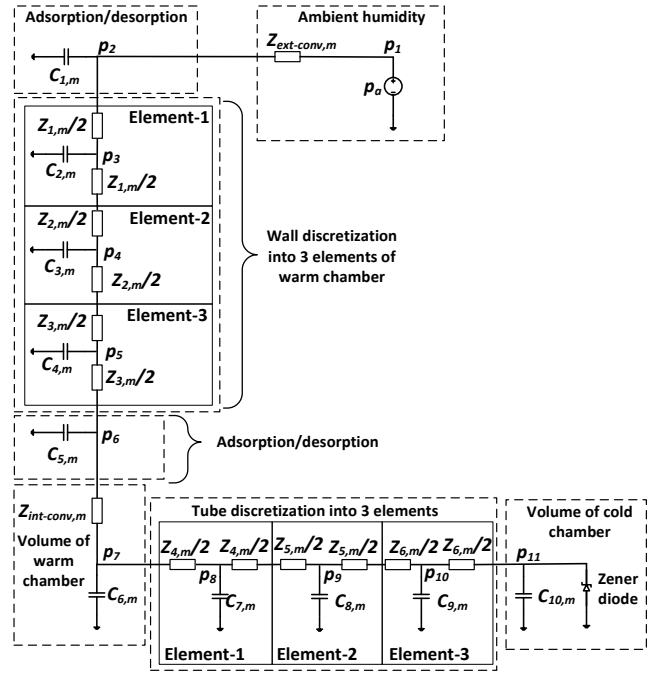 Adsorption/desorption
p2
C1,m
Ambient humidity
Zext-conv,m
p1
pa
Z1,m/2
Element-1
p3
C2,m
Z1,m/2
Z2,m/2
Element-2
p4
C3,m
Z2,m/2
Z3,m/2
Element-3
p5
C4,m
Z3,m/2
Wall discretization
into 3 elements of
warm chamber
p6
C5,m
Adsorption/desorption
Zint-conv,m
Volume of
warm
chamber
p7
C6,m
Tube discretization into 3 elements
Z4,m/2
Z4,m/2
Z5,m/2
Z5,m/2
Z6,m/2
Z6,m/2
p8
p9
p10
C7,m
C8,m
C9,m
Element-1
Element-2
Element-3
Volume of cold
chamber
p11
Zener
diode
C10,m